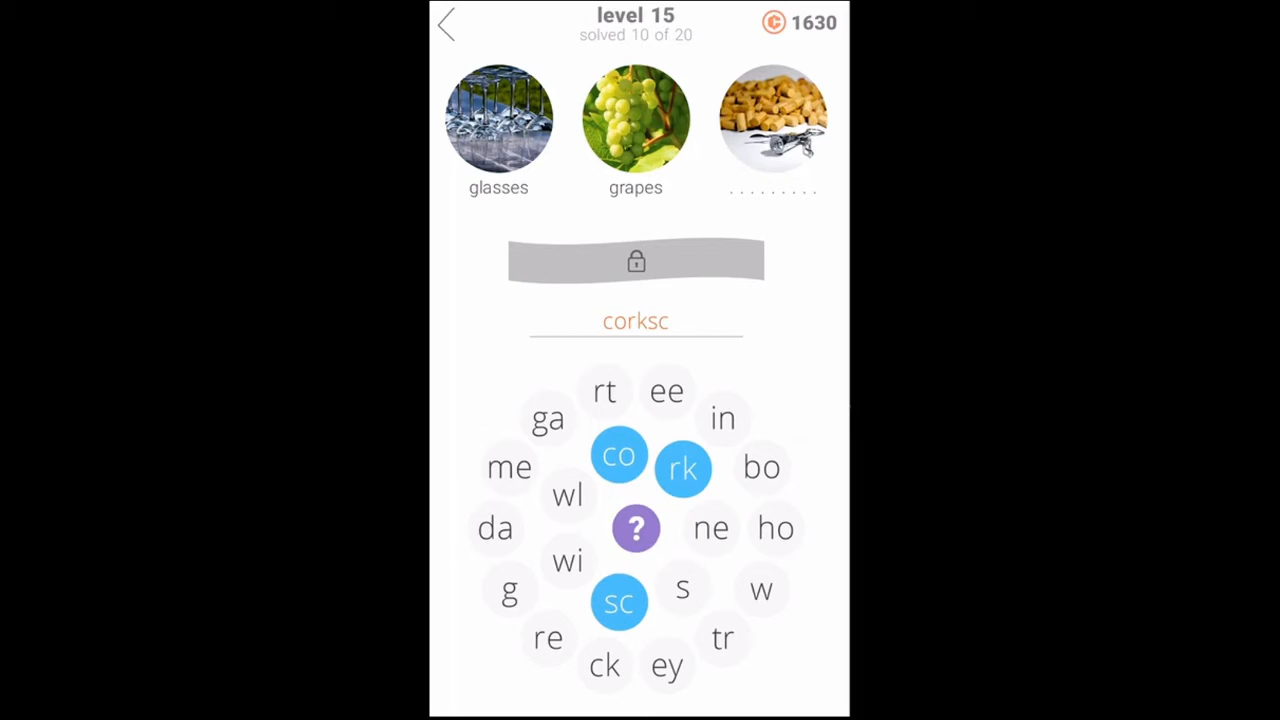 level 15
solved 10 of 20
1630
glasses
grapes
.........
corksc
rt ee
ga in
co
me rk bo
wl
da ? ne ho
wi
g sc s w
re tr
ck ey